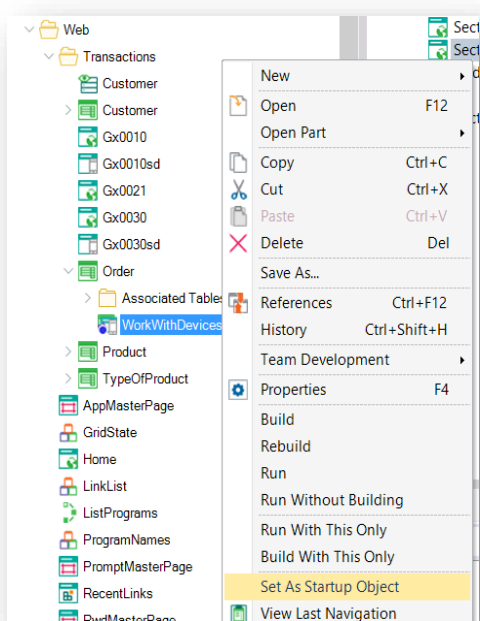 Web
Transactions
Customer
Customer
Gx0010
Gx0010sd
Gx0021
Gx0030
Gx0030sd
Order
Associated Tables
WorkWithDevices
Product
TypeOfProduct
AppMasterPage
GridState
Home
LinkList
ListPrograms
ProgramNames
PromptMasterPage
RecentLinks
RwdMasterPage
Sect
Sect
New
Open F12
Open Part
Copy Ctrl+C
Cut Ctrl+X
Paste Ctrl+V
Delete Del
Save As...
References Ctrl+F12
History Ctrl+Shift+H
Team Development
Properties F4
Build
Rebuild
Run
Run Without Building
Run With This Only
Build With This Only
Set As Startup Object
View Last Navigation